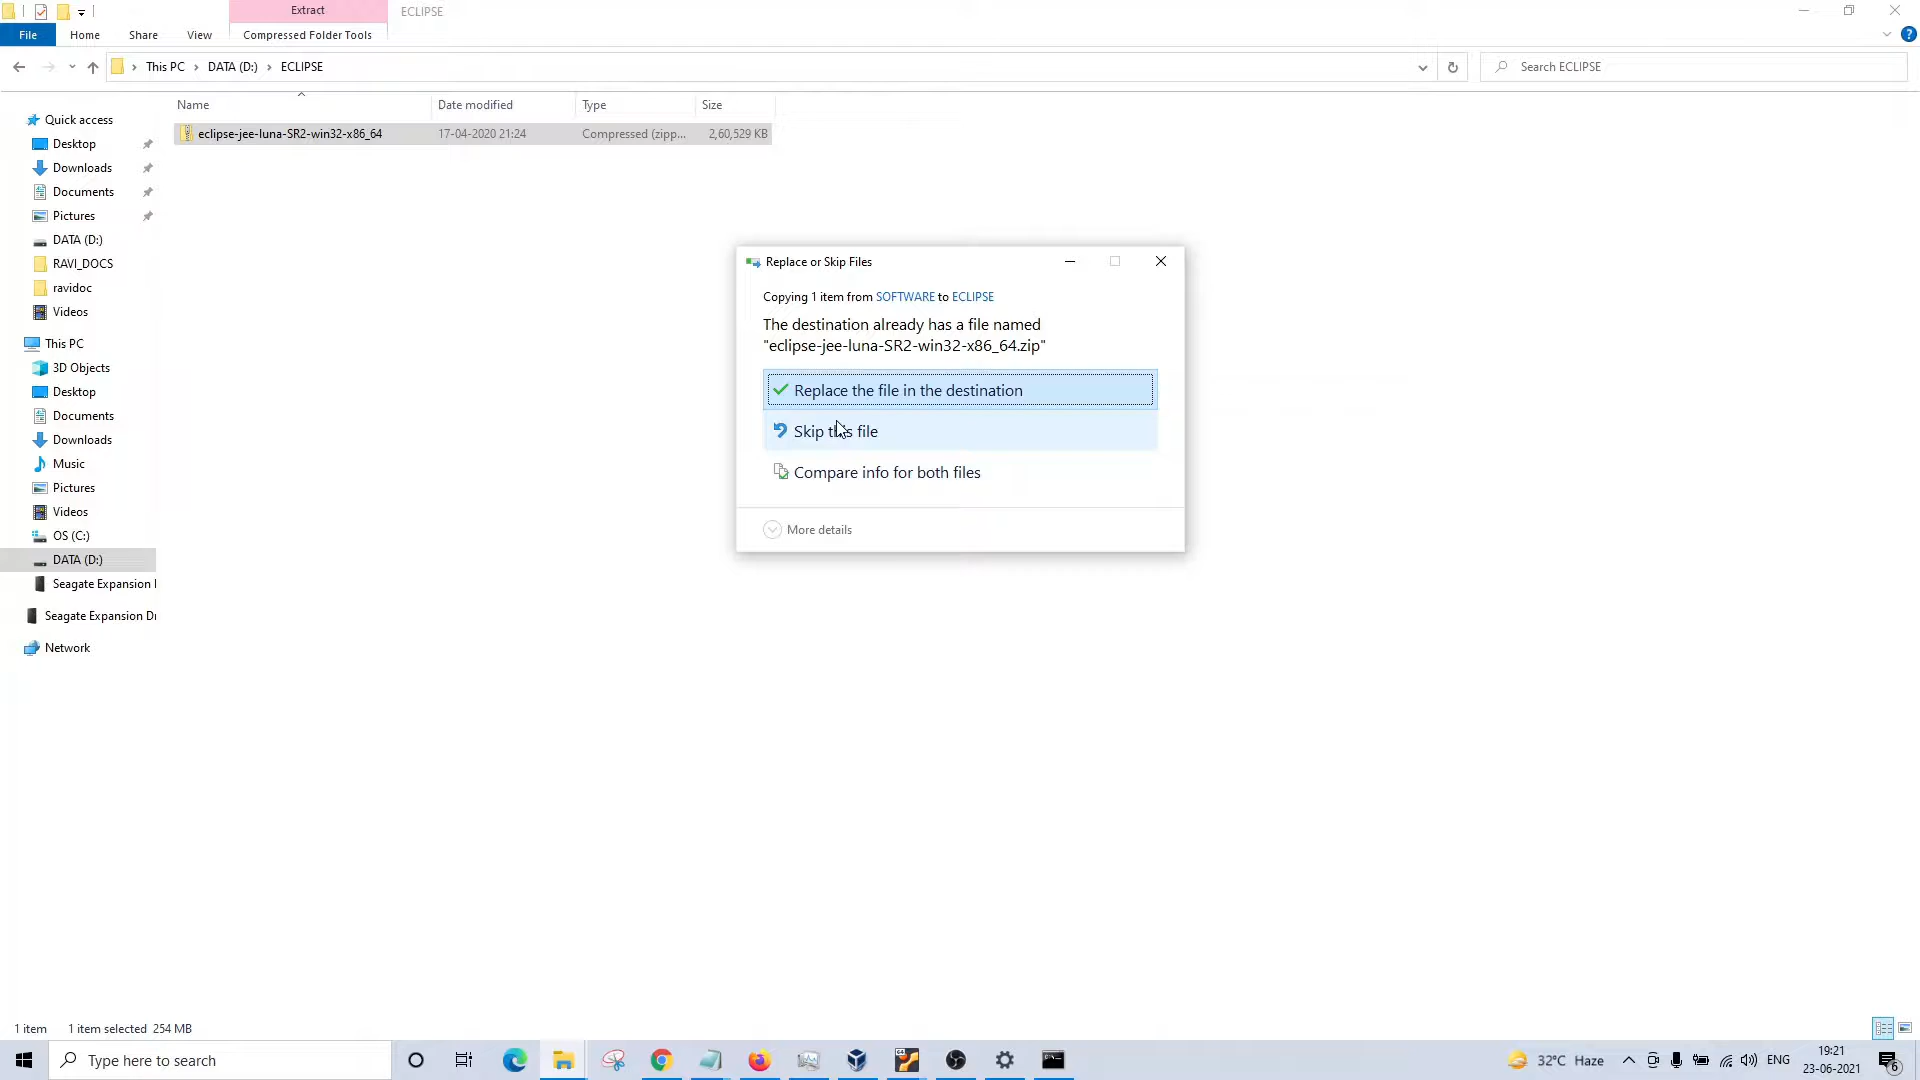 Extract
ECLIPSE
File
Home
Share
View
Compressed Folder Tools
This PC
DATA (D:)
ECLIPSE
Search ECLIPSE
Name
Date modified
Type
Size
eclipse-jee-luna-SR2-win32-x86_64
17-04-2020 21:24
Compressed (zipp...
2,60,529 KB
Quick access
Desktop
Downloads
Documents
Pictures
DATA (D:)
RAVI_DOCS
ravidoc
Videos
This PC
3D Objects
Desktop
Documents
Downloads
Music
Pictures
Videos
OS (C:)
DATA (D:)
Seagate Expansion
Seagate Expansion
Network
Replace or Skip Files
Copying 1 item from SOFTWARE to ECLIPSE
The destination already has a file named
"eclipse-jee-luna-SR2-win32-x86_64.zip"
Replace the file in the destination
Skip this file
Compare info for both files
More details
1 item
1 item selected 254 MB
Type here to search
32°C Haze
ENG
19:21
23-06-2021
6